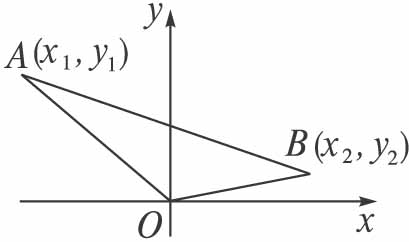 y
A(x₁, y₁)
B(x₂, y₂)
O
x